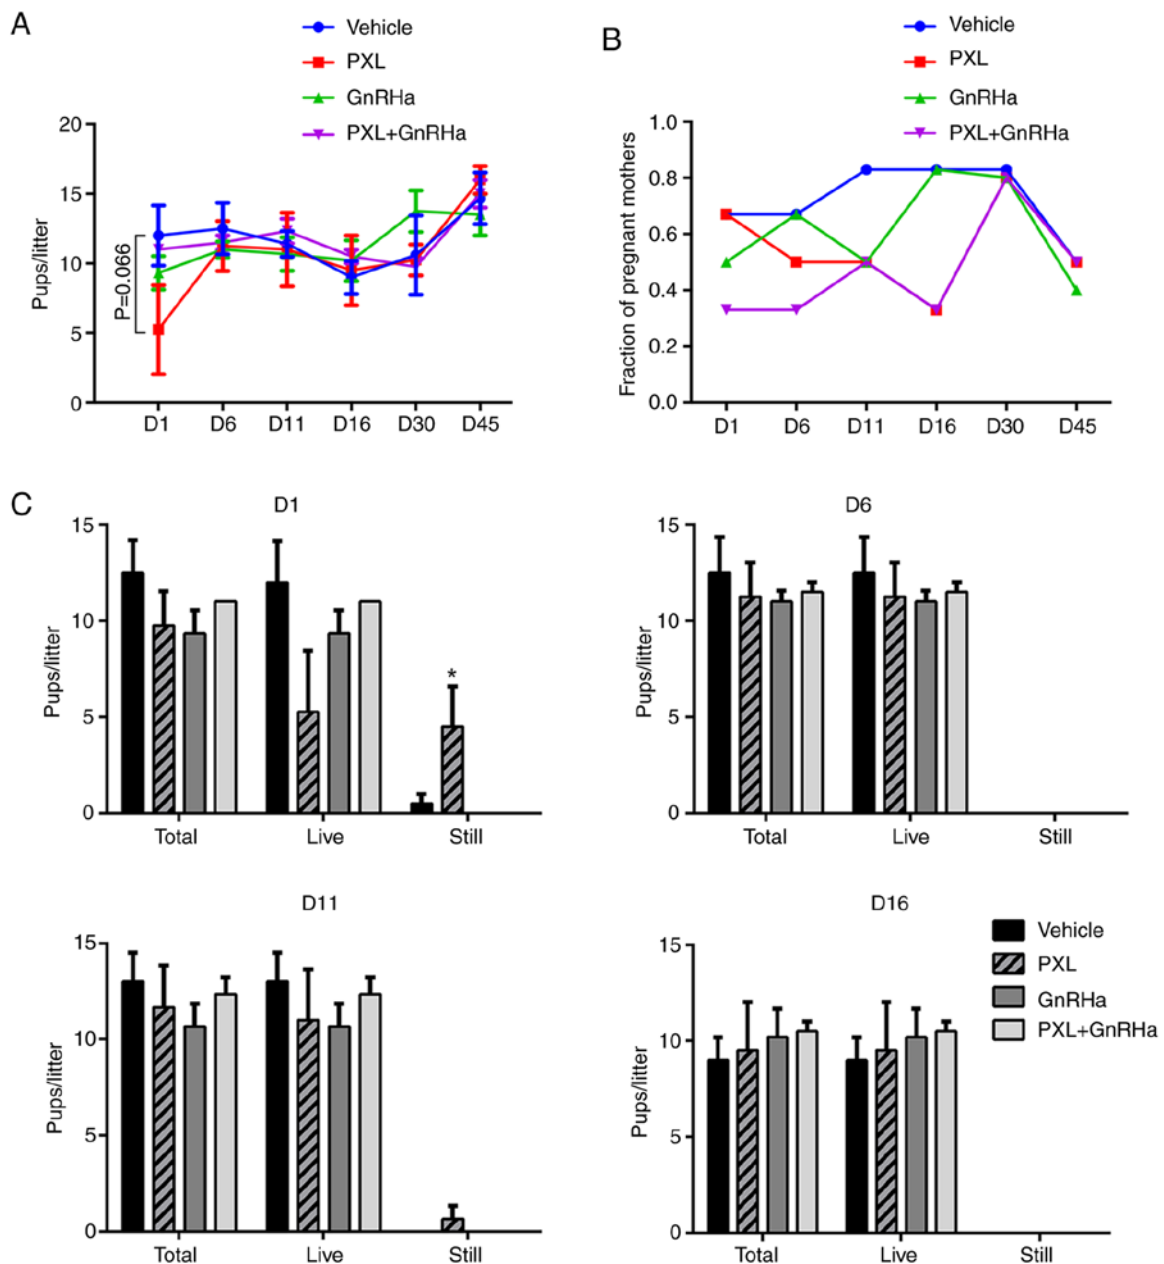 A
Vehicle
PXL
GnRHa
PXL+GnRHa
Pups/litter
20
15
10
5
0
P=0.066
D1 D6 D11 D16 D30 D45
B
Vehicle
PXL
GnRHa
PXL+GnRHa
Fraction of pregnant mothers
1.0
0.8
0.6
0.4
0.2
0.0
D1 D6 D11 D16 D30 D45
C
D1
Pups/litter
15
10
5
0
*
Total Live Still
D6
Pups/litter
15
10
5
0
Total Live Still
D11
Pups/litter
15
10
5
0
Total Live Still
D16
Pups/litter
15
10
5
0
Total Live Still
Vehicle
PXL
GnRHa
PXL+GnRHa